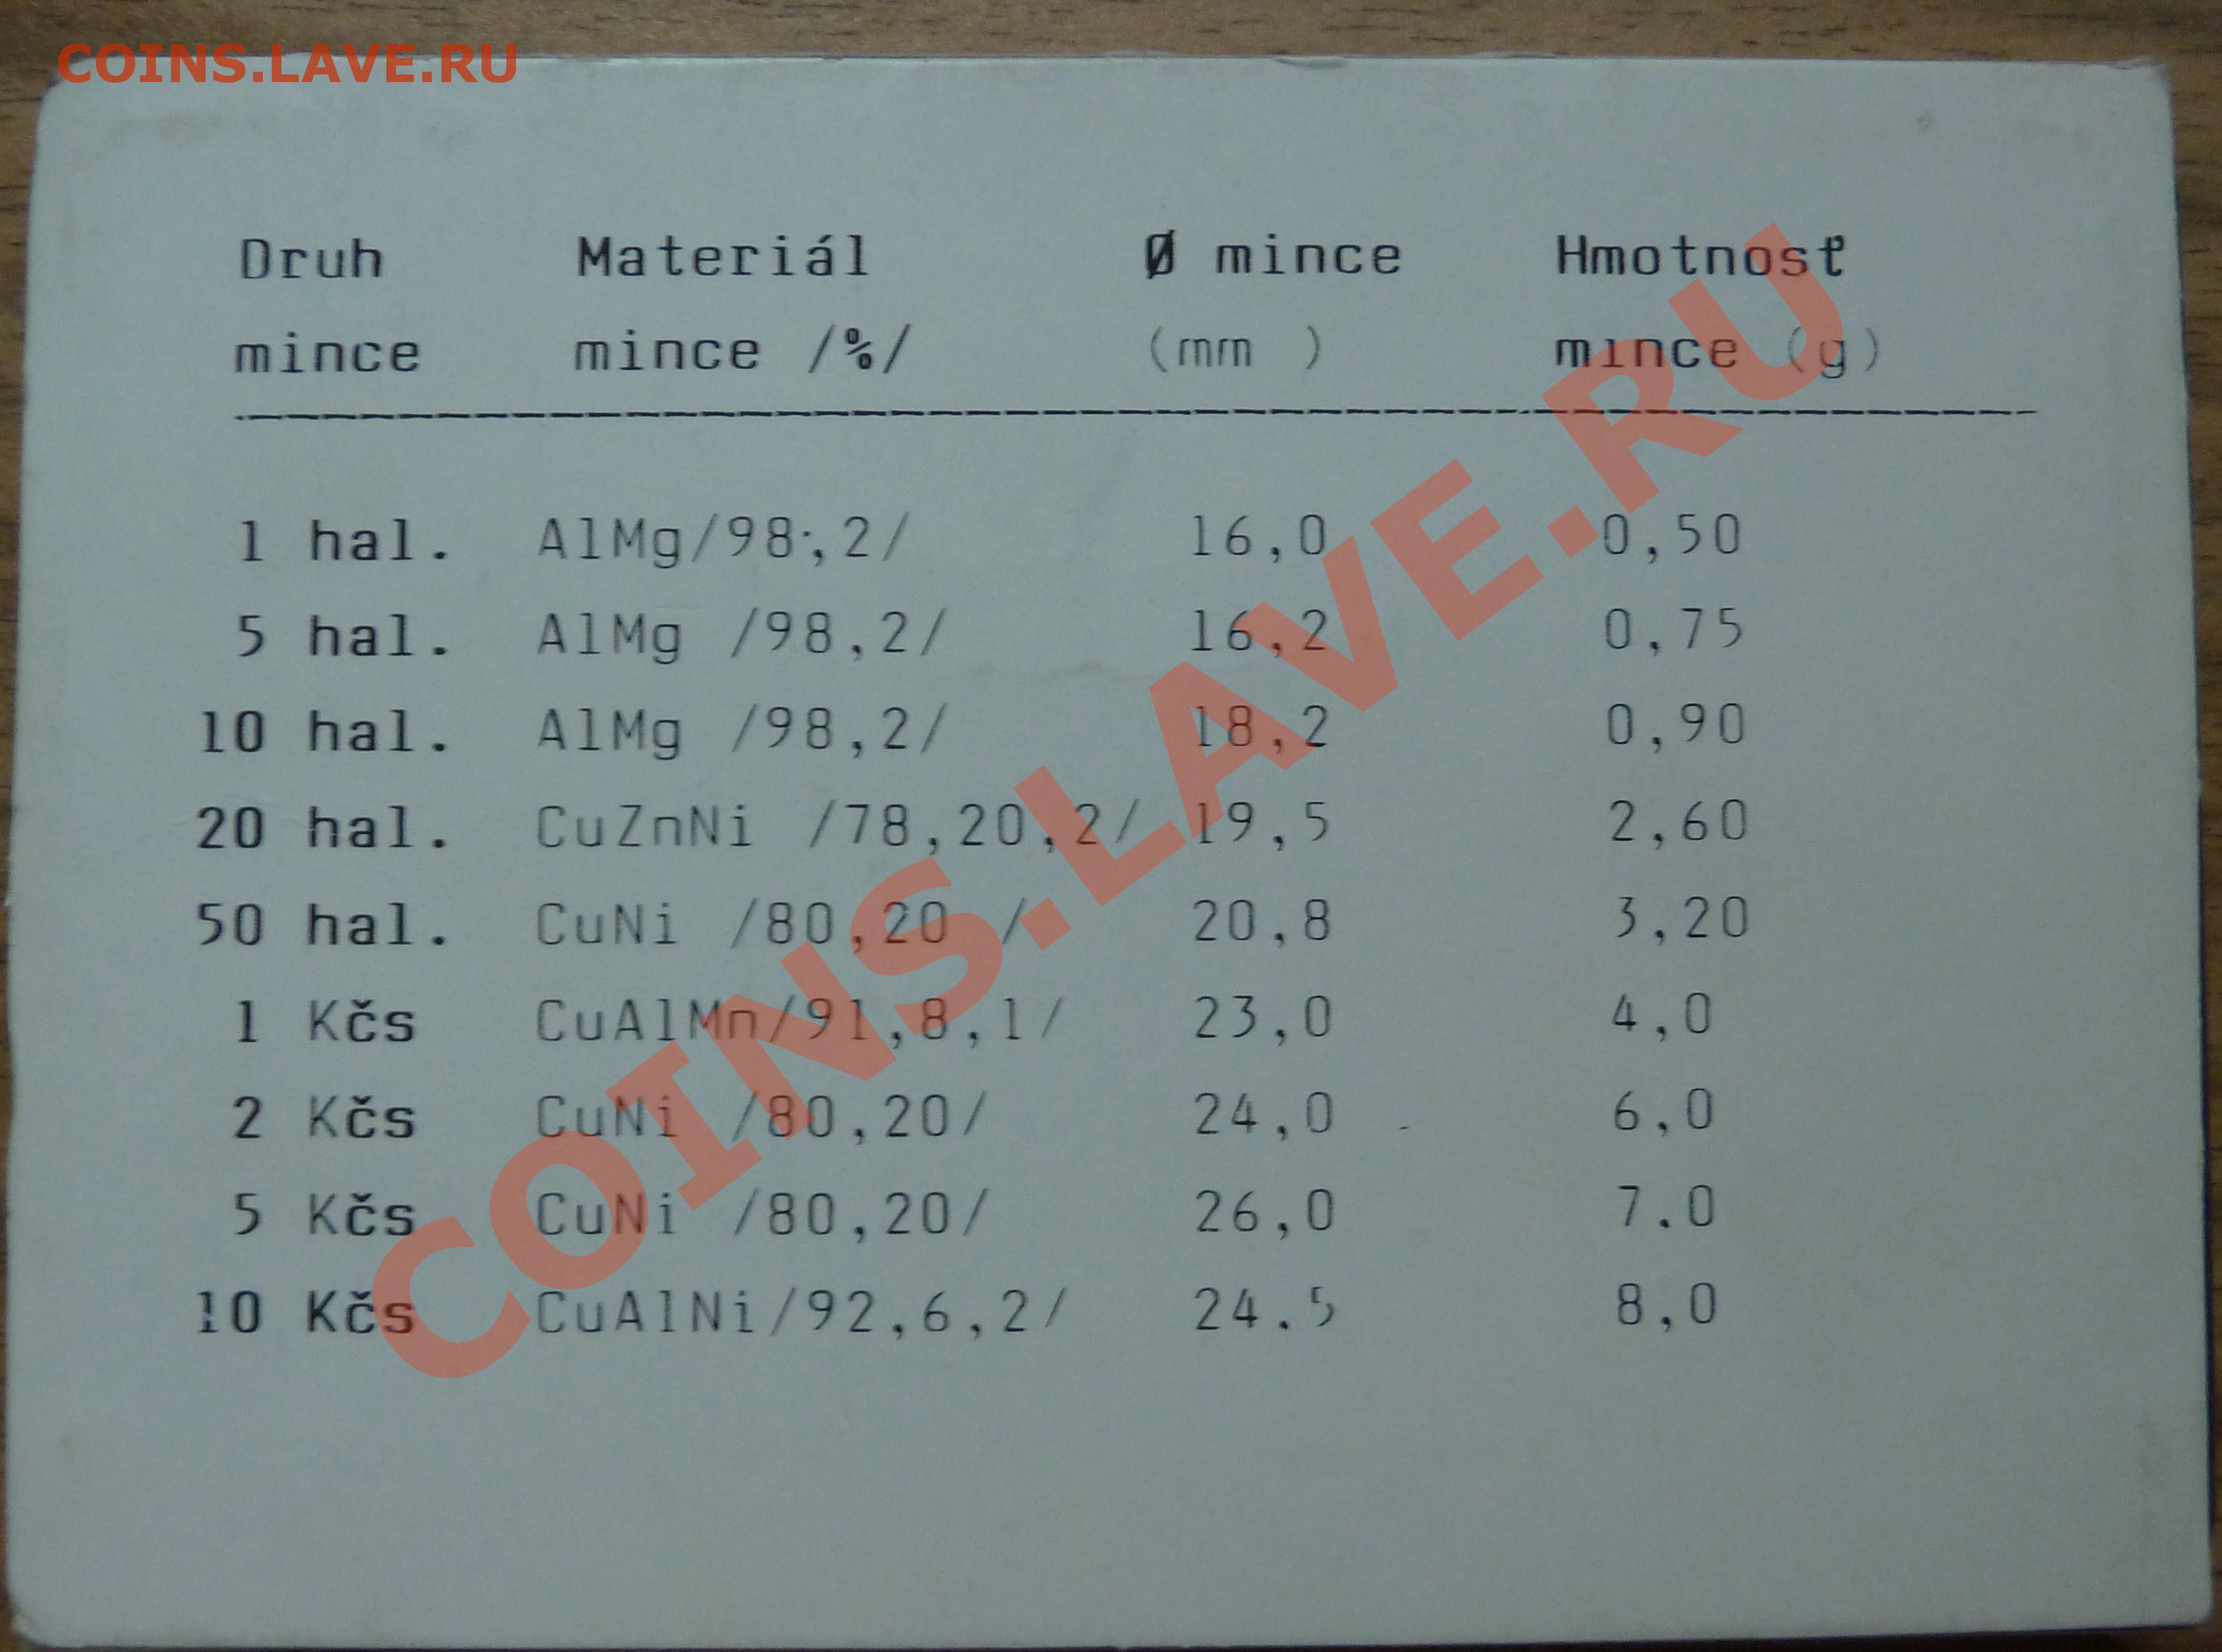 COINS.LAVE.RU
Druh Materiál Ø mince Hmotnosť
mince mince /%/ (mm ) mince (g)
1 hal. AlMg/98,2/ 16,0 0,50
5 hal. AlMg /98,2/ 16,2 0,75
10 hal. AlMg /98,2/ 18,2 0,90
20 hal. CuZnNi /78,20,2/ 19,5 2,60
50 hal. CuNi /80,20 / 20,8 3,20
1 Kčs CuAlMn/91,8,1/ 23,0 4,0
2 Kčs CuNi /80,20/ 24,0 6,0
5 Kčs CuNi /80,20/ 26,0 7.0
10 Kčs CuAlNi/92,6,2/ 24.5 8,0
COINS.LAVE.RU